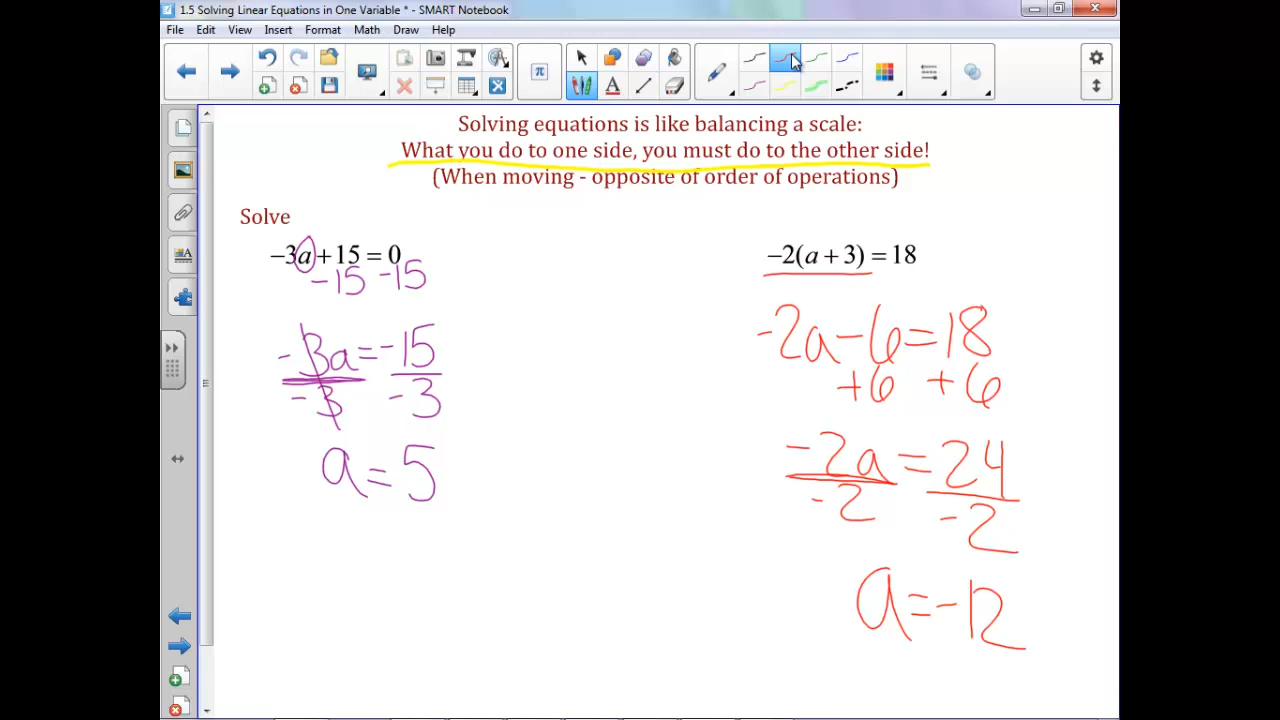 1.5 Solving Linear Equations in One Variable * - SMART Notebook
File Edit View Insert Format Math Draw Help
Solving equations is like balancing a scale:
What you do to one side, you must do to the other side!
(When moving - opposite of order of operations)
Solve
−3a + 15 = 0
-15 -15
-3a = -15
-3 -3
a = 5
−2(a + 3) = 18
-2a - 6 = 18
+6 +6
-2a = 24
-2 -2
a = -12